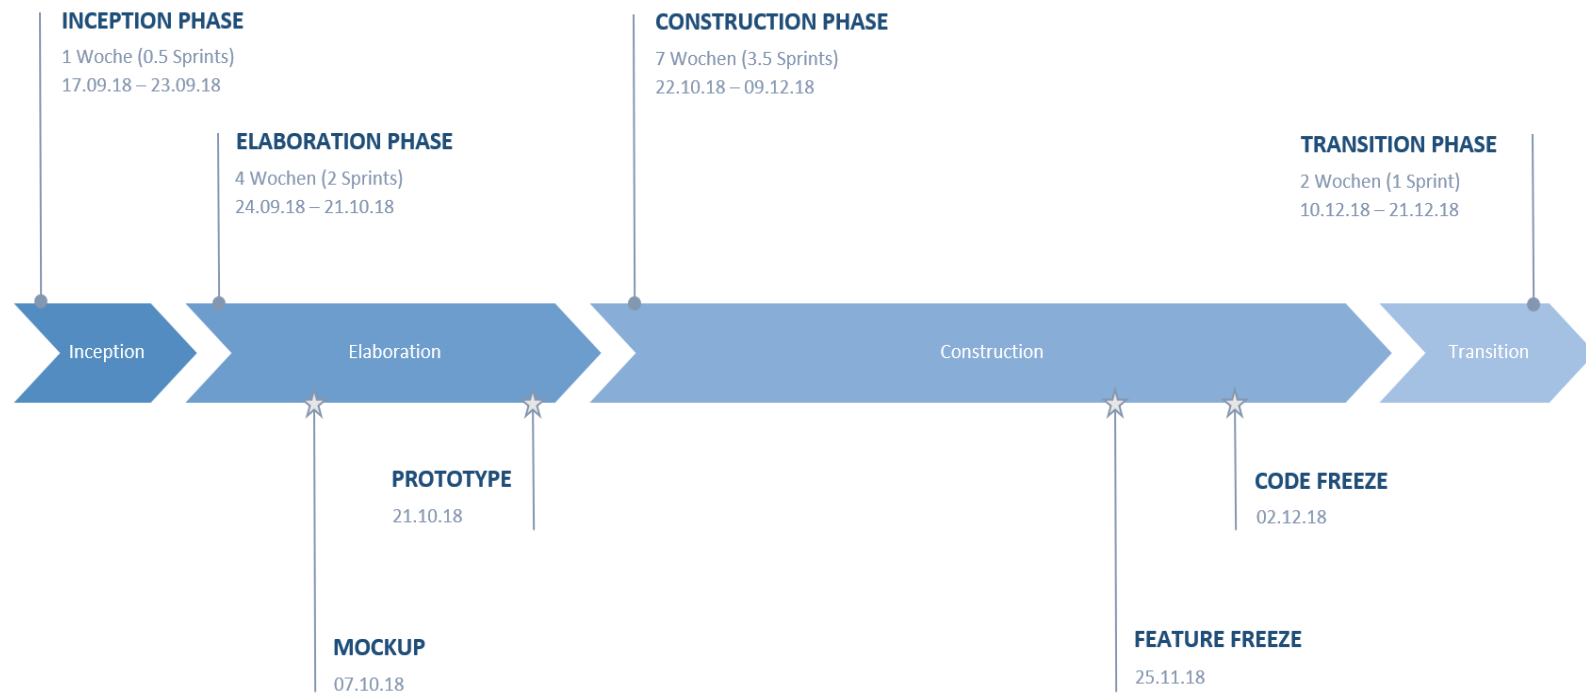 INCEPTION PHASE
1 Woche (0.5 Sprints)
17.09.18 – 23.09.18
CONSTRUCTION PHASE
7 Wochen (3.5 Sprints)
22.10.18 – 09.12.18
ELABORATION PHASE
4 Wochen (2 Sprints)
24.09.18 – 21.10.18
TRANSITION PHASE
2 Wochen (1 Sprint)
10.12.18 – 21.12.18
Inception
Elaboration
Construction
Transition
PROTOTYPE
21.10.18
CODE FREEZE
02.12.18
MOCKUP
07.10.18
FEATURE FREEZE
25.11.18